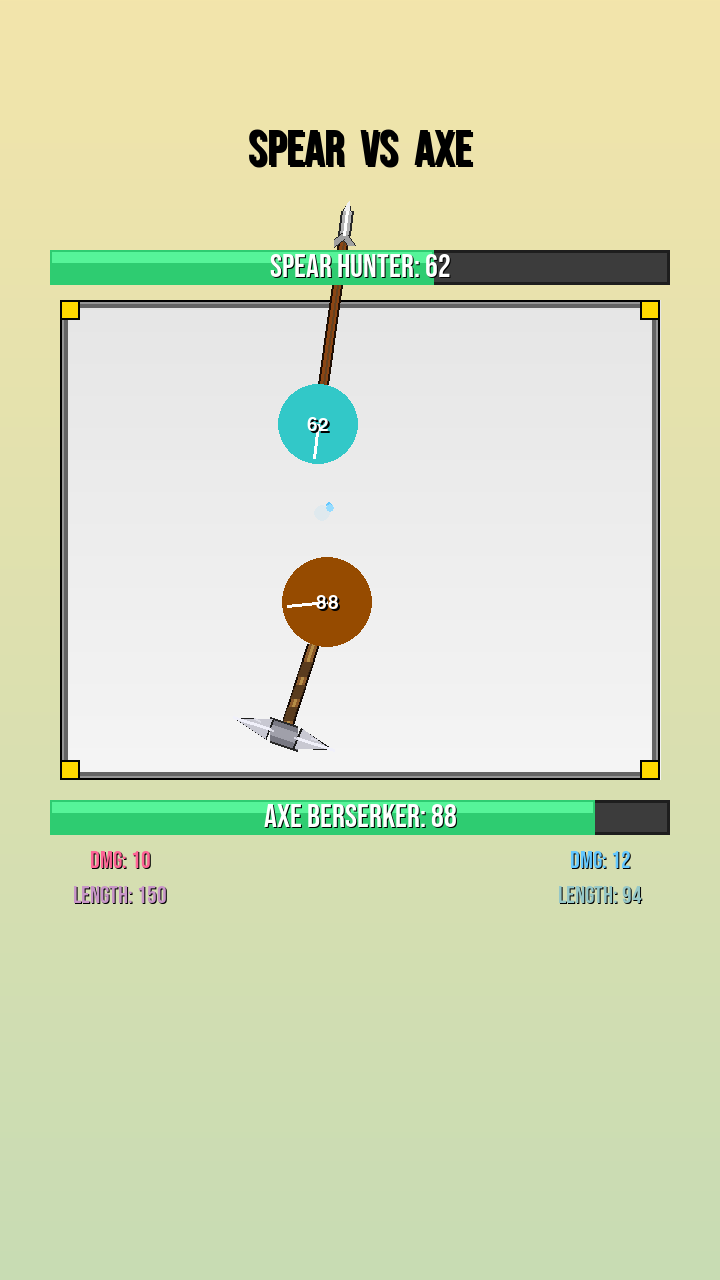 SPEAR VS AXE
SPEAR HUNTER: 62
62
88
AXE BERSERKER: 88
DMG: 10
DMG: 12
LENGTH: 150
LENGTH: 94